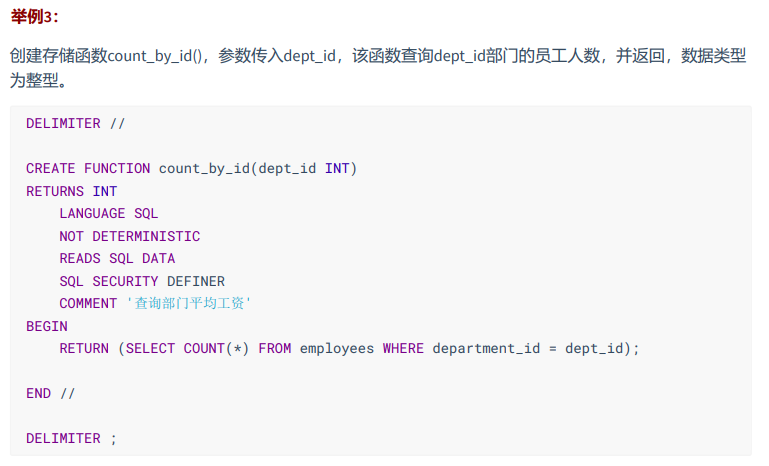 举例3：
创建存储函数count_by_id()，参数传入dept_id，该函数查询dept_id部门的员工人数，并返回，数据类型
为整型。
DELIMITER //
CREATE FUNCTION count_by_id(dept_id INT)
RETURNS INT
LANGUAGE SQL
NOT DETERMINISTIC
READS SQL DATA
SQL SECURITY DEFINER
COMMENT '查询部门平均工资'
BEGIN
RETURN (SELECT COUNT(*) FROM employees WHERE department_id = dept_id);
END //
DELIMITER ;